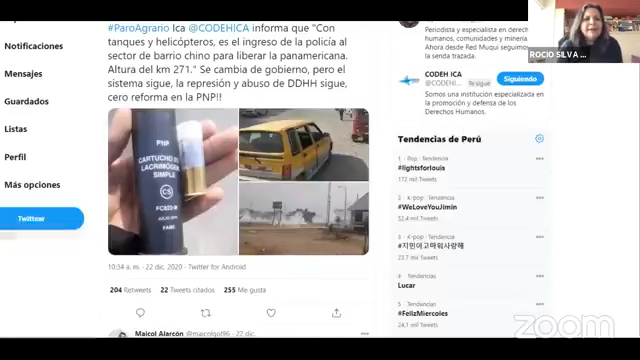 Notificaciones
Mensajes
Guardados
Listas
Perfil
Más opciones
Twittear
#ParoAgrario Ica @CODEHICA informa que "Con
tanques y helicópteros, es el ingreso de la policía al
sector de barrio chino para liberar la panamericana.
Altura del km 271." Se cambia de gobierno, pero el
sistema sigue, la represión y abuso de DDHH sigue,
cero reforma en la PNP!!
PNP
CARTUCHO DE
LACRIMÓGENO
SIMPLE
CS
10:34 a. m. · 22 dic. 2020 · Twitter for Android
204 Retweets 22 Tweets citados 255 Me gusta
Maicol Alarcón @maicolgof96 · 22 dic.
Periodista y especialista en derechos
humanos, comunidades y minería.
Ahora desde Red Muqui seguimos
la senda trazada.
CODEH ICA
@CODEHI... Te sigue
Siguiendo
Somos una institución especializada en
la promoción y defensa de los
Derechos Humanos.
Tendencias de Perú
1 · Pop · Tendencia
#lightsforlouis
172 mil Tweets
2 · K-pop · Tendencia
#WeLoveYouJimin
52,4 mil Tweets
3 · K-pop · Tendencia
#지민이고마워사랑해
23,7 mil Tweets
4 · Tendencias
Lucar
5 · Tendencias
#FelizMiercoles
24,1 mil Tweets
ROCIO SILVA ...
zoom